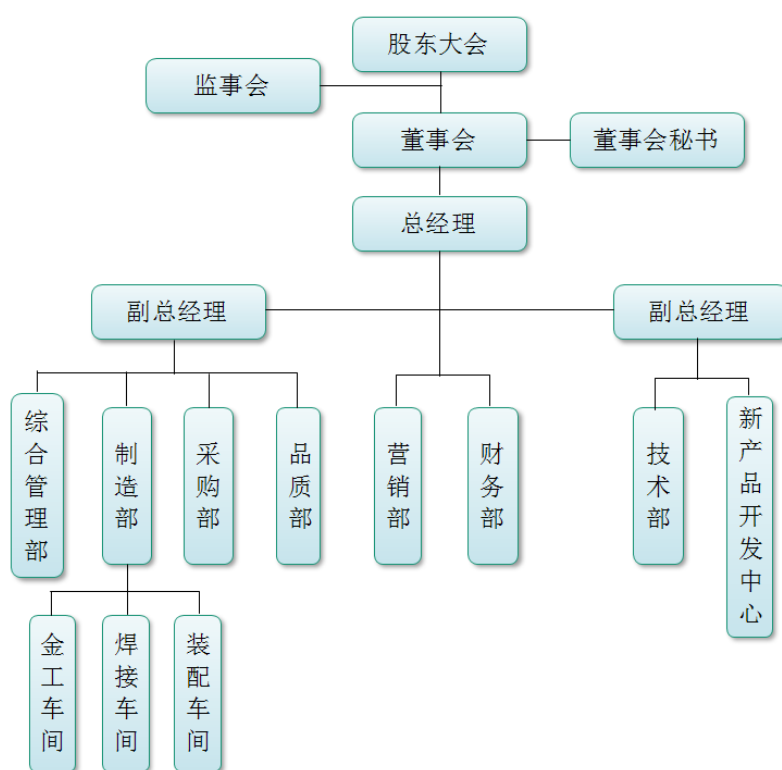 股东大会
监事会
董事会
董事会秘书
总经理
副总经理
副总经理
综合管理部
制造部
采购部
品质部
营销部
财务部
技术部
新产品开发中心
金工车间
焊接车间
装配车间